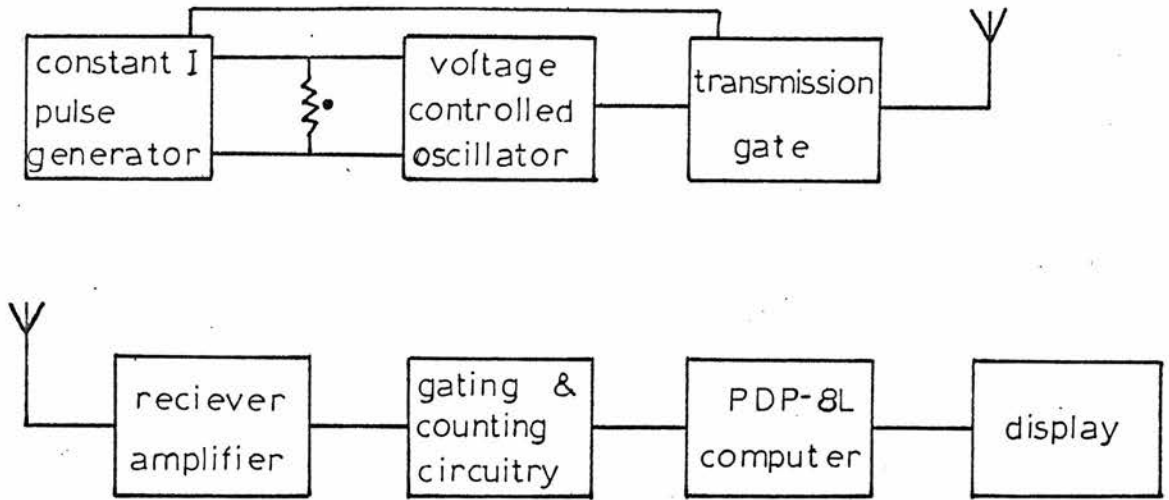 constant I
pulse
generator
voltage
controlled
oscillator
transmission
gate
reciever
amplifier
gating &
counting
circuitry
PDP-8L
computer
display